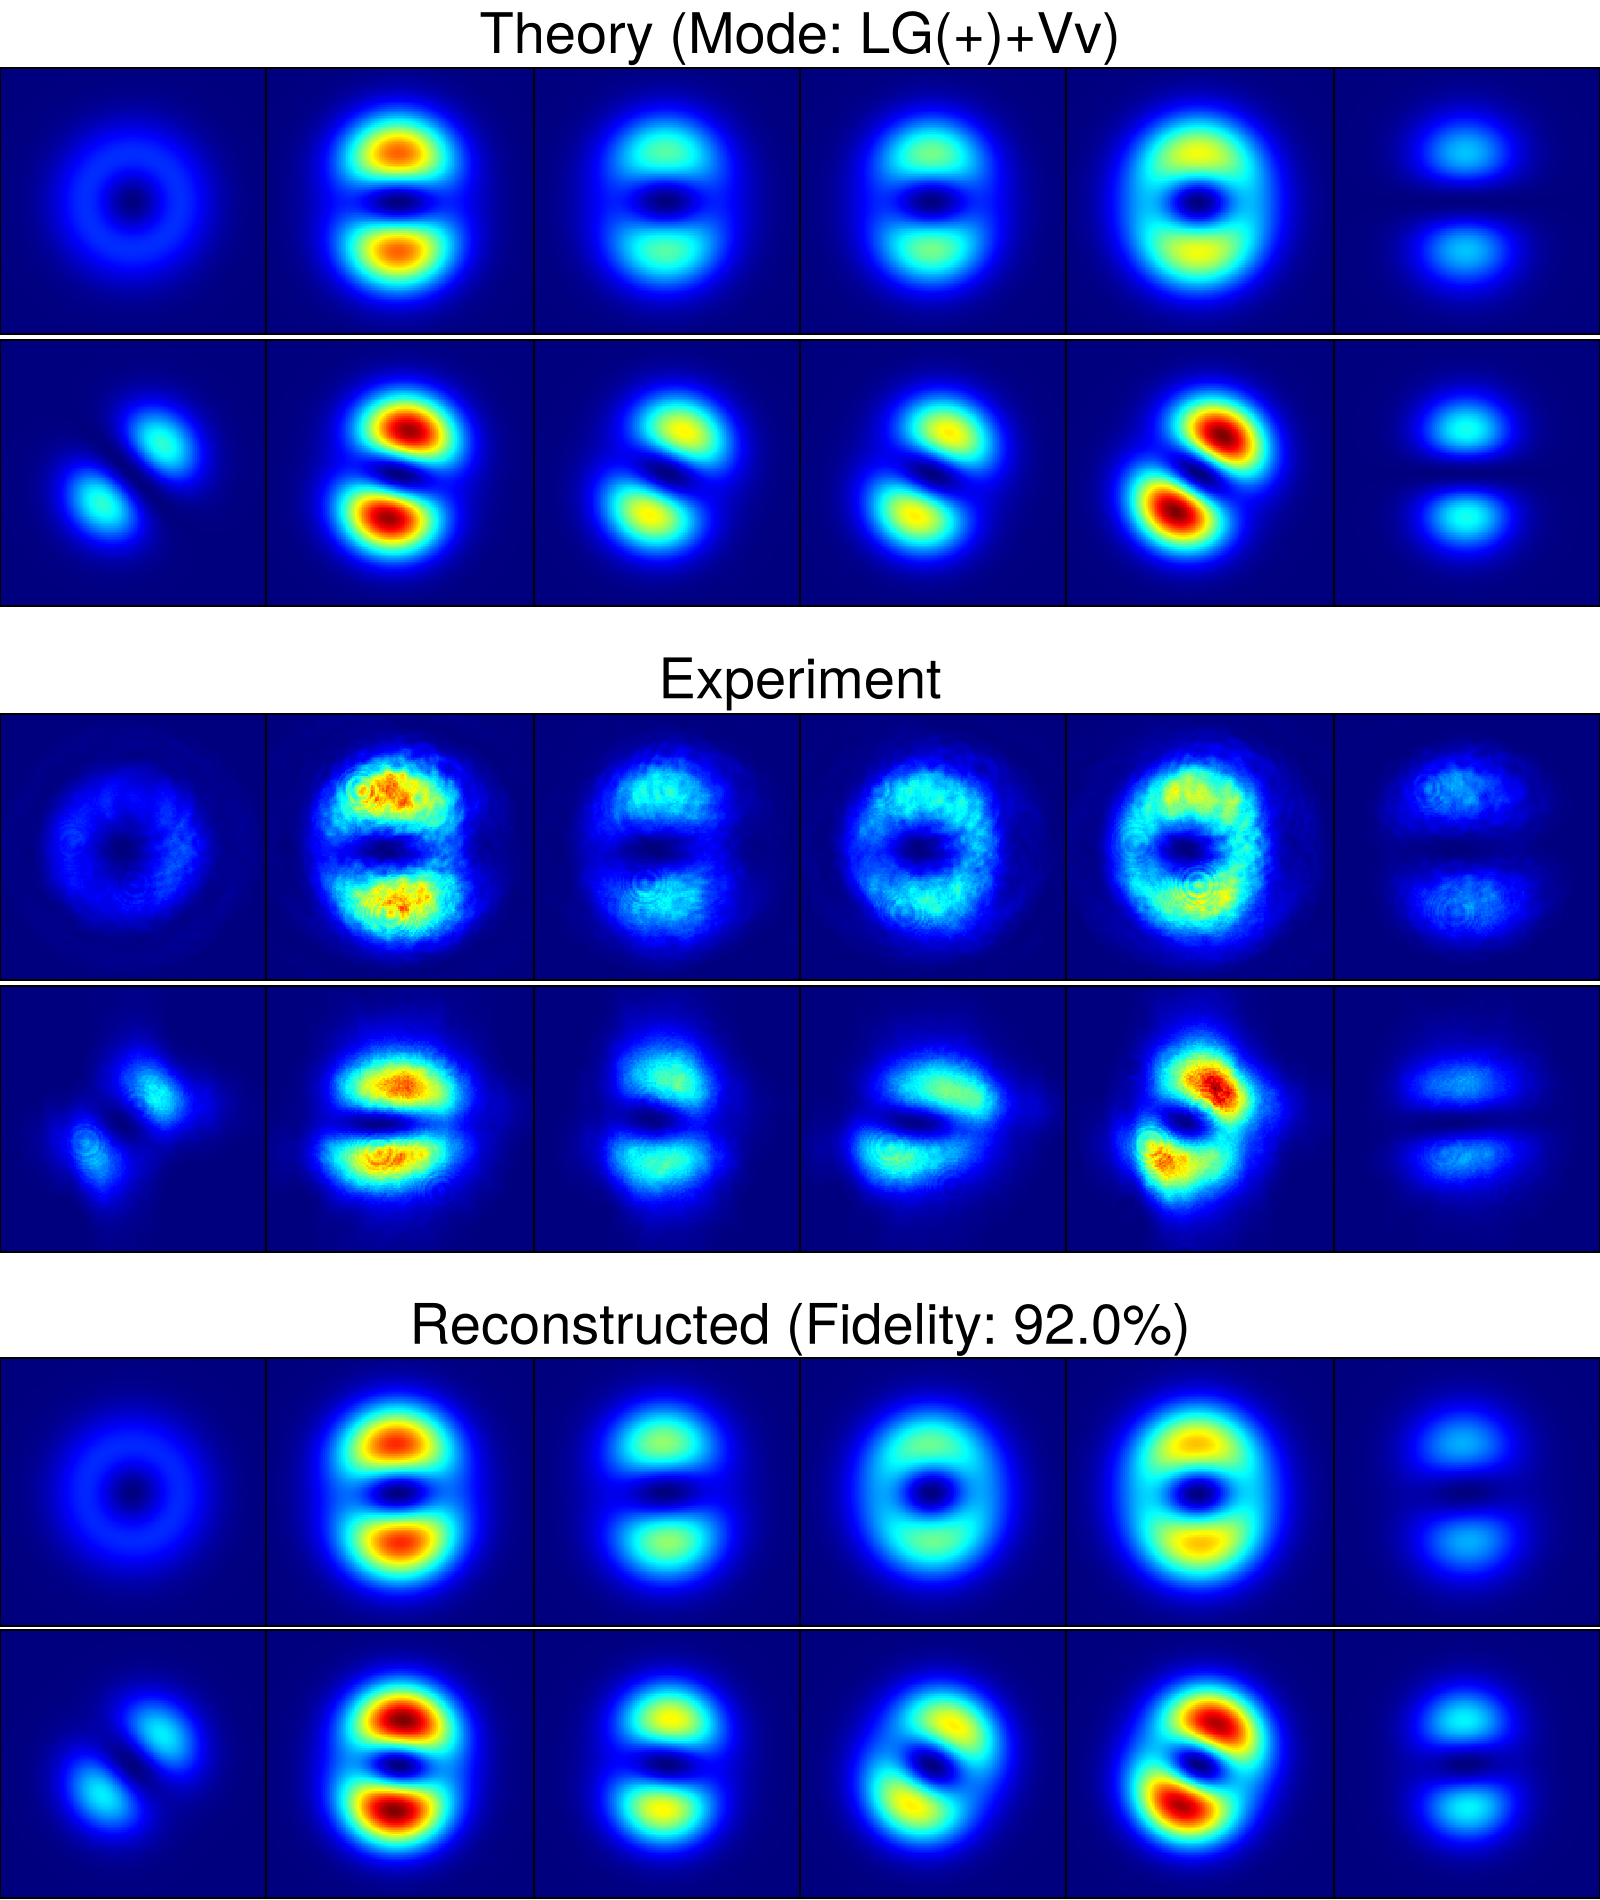 Theory (Mode: LG(+)+Vv)
Experiment
Reconstructed (Fidelity: 92.0%)